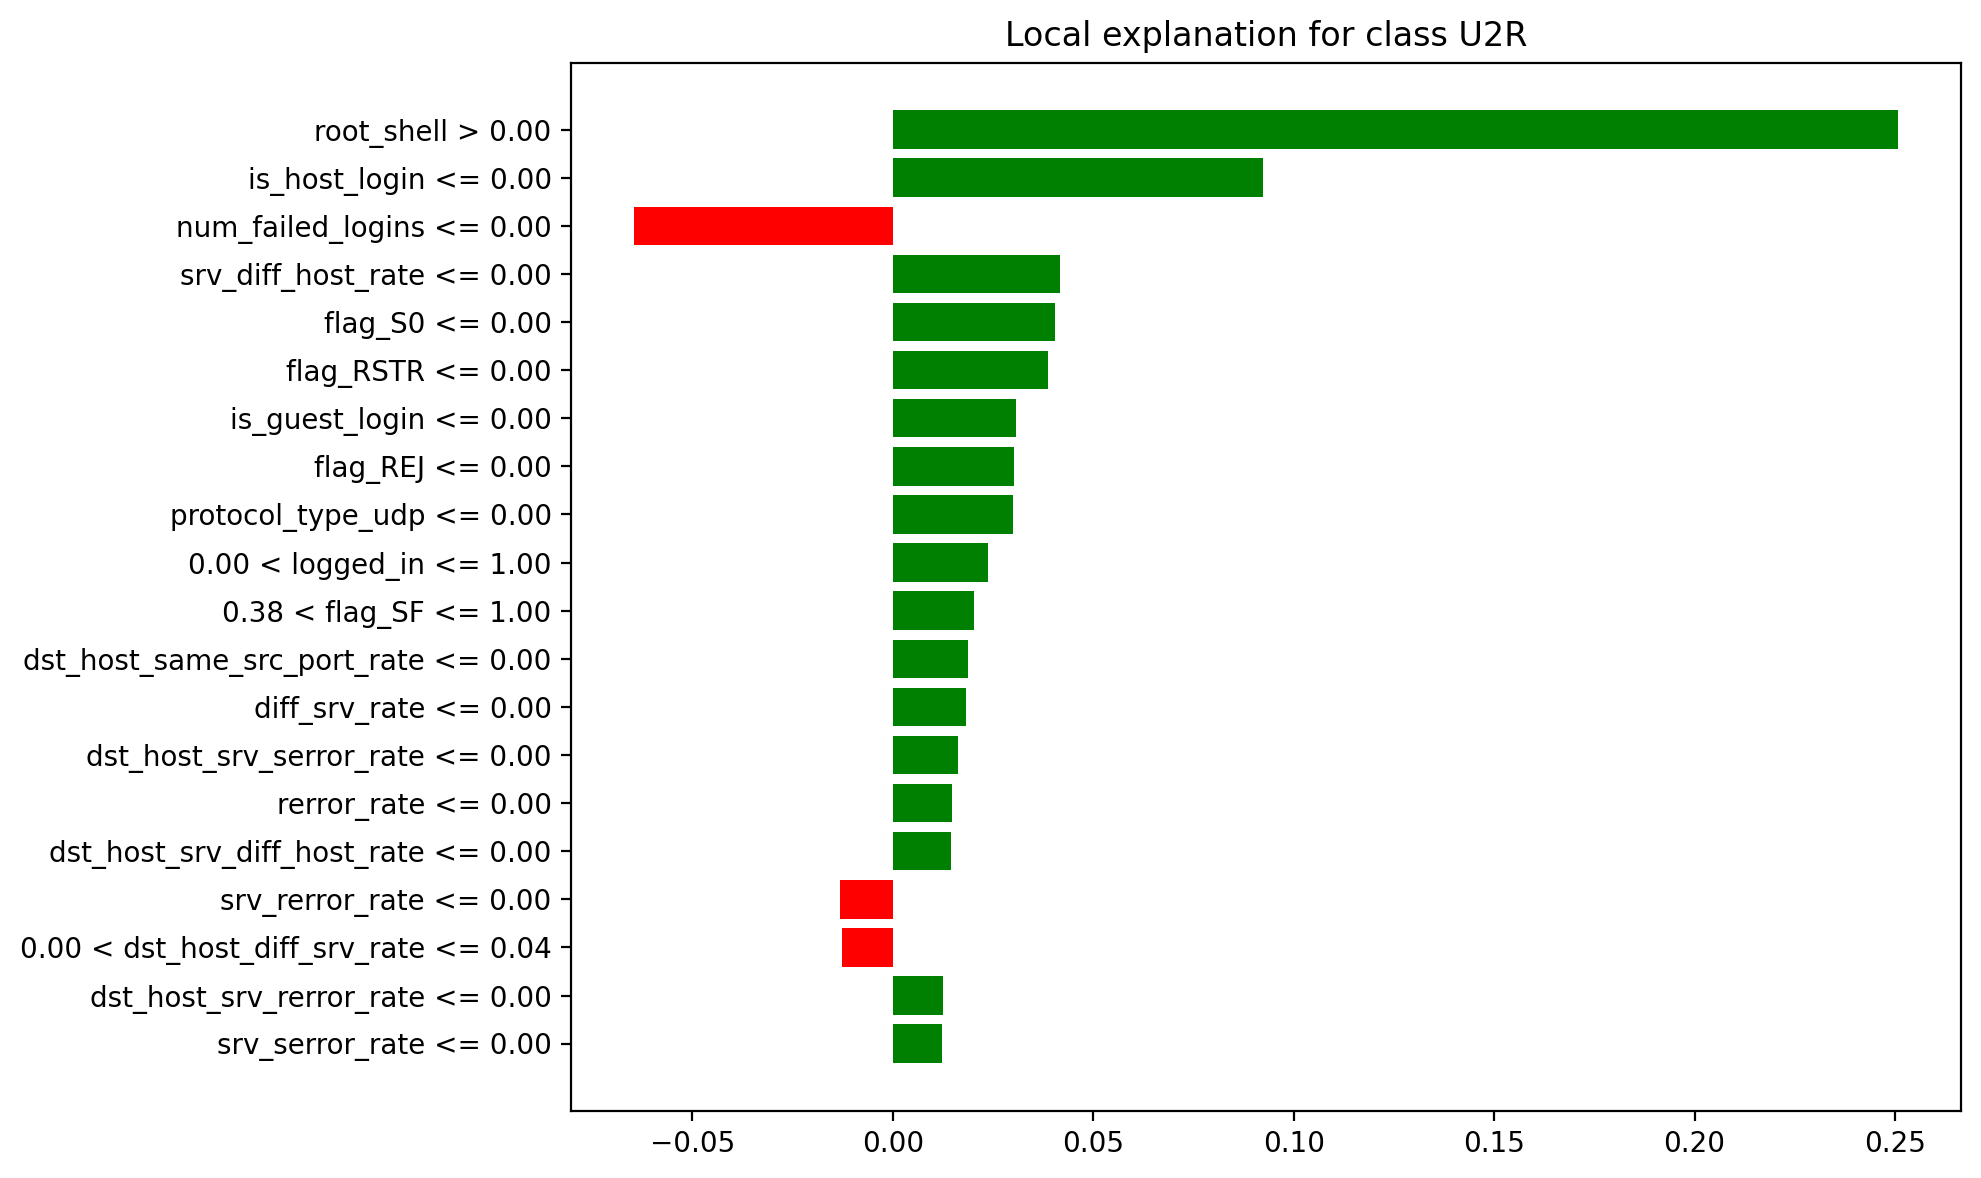 Local explanation for class U2R
root_shell > 0.00
is_host_login <= 0.00
num_failed_logins <= 0.00
srv_diff_host_rate <= 0.00
flag_S0 <= 0.00
flag_RSTR <= 0.00
is_guest_login <= 0.00
flag_REJ <= 0.00
protocol_type_udp <= 0.00
0.00 < logged_in <= 1.00
0.38 < flag_SF <= 1.00
dst_host_same_src_port_rate <= 0.00
diff_srv_rate <= 0.00
dst_host_srv_serror_rate <= 0.00
rerror_rate <= 0.00
dst_host_srv_diff_host_rate <= 0.00
srv_rerror_rate <= 0.00
0.00 < dst_host_diff_srv_rate <= 0.04
dst_host_srv_rerror_rate <= 0.00
srv_serror_rate <= 0.00
−0.05 0.00 0.05 0.10 0.15 0.20 0.25